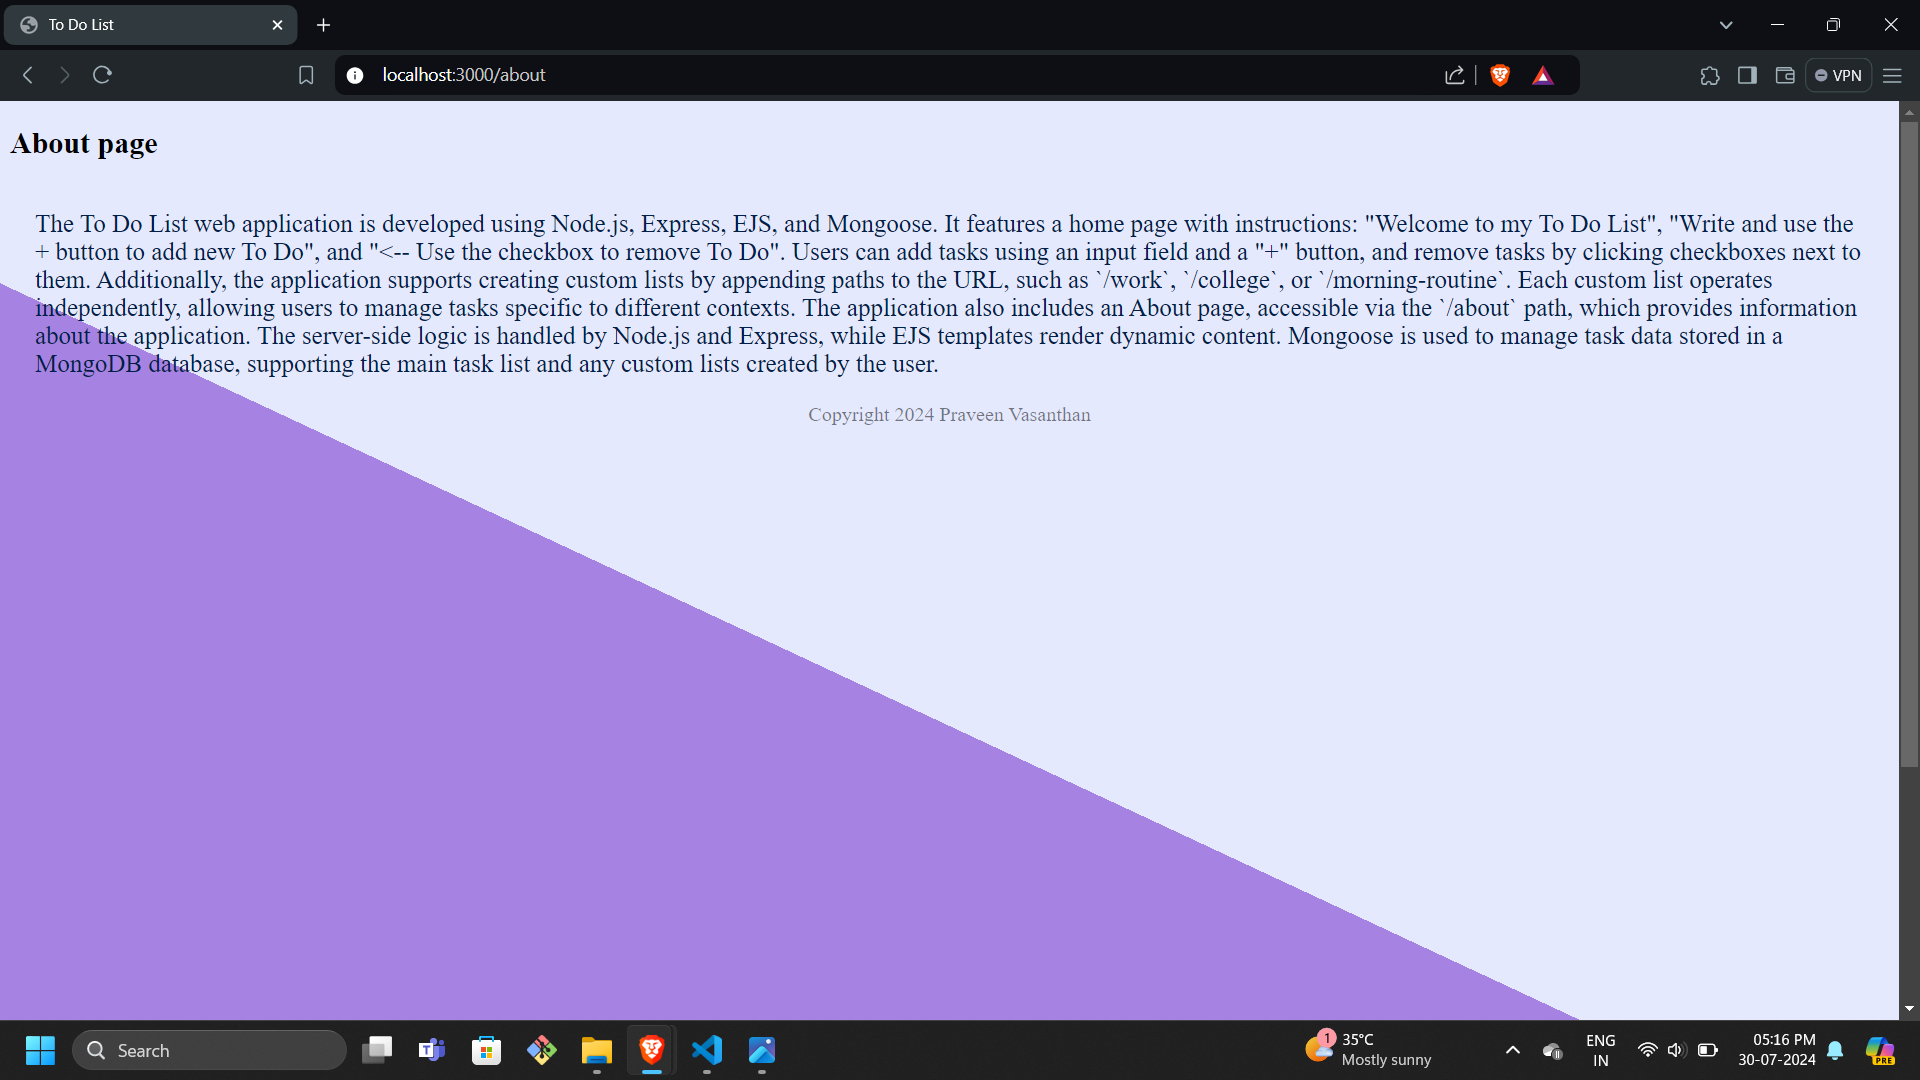 To Do List
localhost:3000/about
VPN
About page
The To Do List web application is developed using Node.js, Express, EJS, and Mongoose. It features a home page with instructions: "Welcome to my To Do List", "Write and use the
+ button to add new To Do", and "<-- Use the checkbox to remove To Do". Users can add tasks using an input field and a "+" button, and remove tasks by clicking checkboxes next to
them. Additionally, the application supports creating custom lists by appending paths to the URL, such as `/work`, `/college`, or `/morning-routine`. Each custom list operates
independently, allowing users to manage tasks specific to different contexts. The application also includes an About page, accessible via the `/about` path, which provides information
about the application. The server-side logic is handled by Node.js and Express, while EJS templates render dynamic content. Mongoose is used to manage task data stored in a
MongoDB database, supporting the main task list and any custom lists created by the user.
Copyright 2024 Praveen Vasanthan
Search
1
35°C
Mostly sunny
ENG
IN
05:16 PM
30-07-2024
PRE